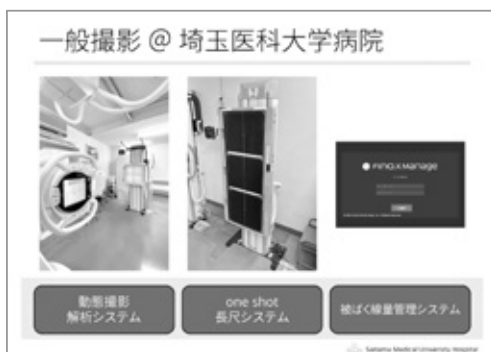 一般撮影 @ 埼玉医科大学病院
FINO.XManage
動態撮影
解析システム
one shot
長尺システム
被ばく線量管理システム
Saitama Medical University Hospital